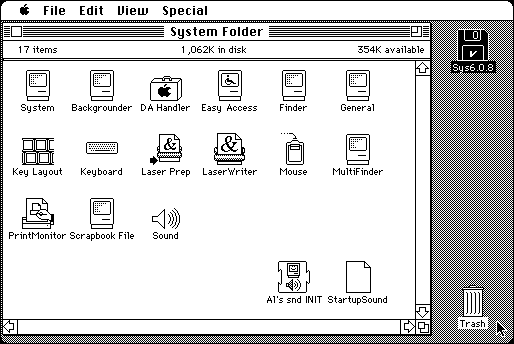 File Edit View Special
System Folder
17 items 1,062K in disk 354K available
System Backgrounder DA Handler Easy Access Finder General
Key Layout Keyboard Laser Prep LaserWriter Mouse MultiFinder
PrintMonitor Scrapbook File Sound
A1's snd INIT StartupSound
Sys6.0.8
Trash